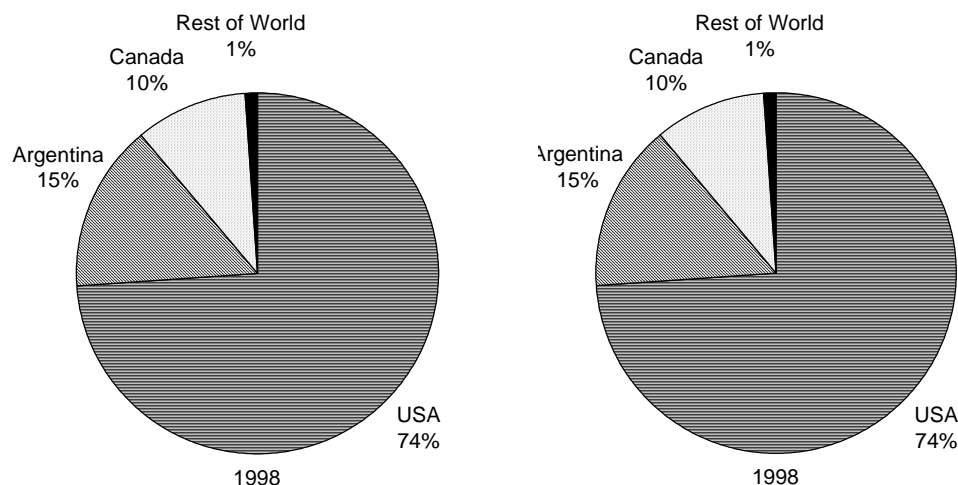 Rest of World
1%
Canada
10%
Argentina
15%
USA
74%
1998
Rest of World
1%
Canada
10%
Argentina
15%
USA
74%
1998